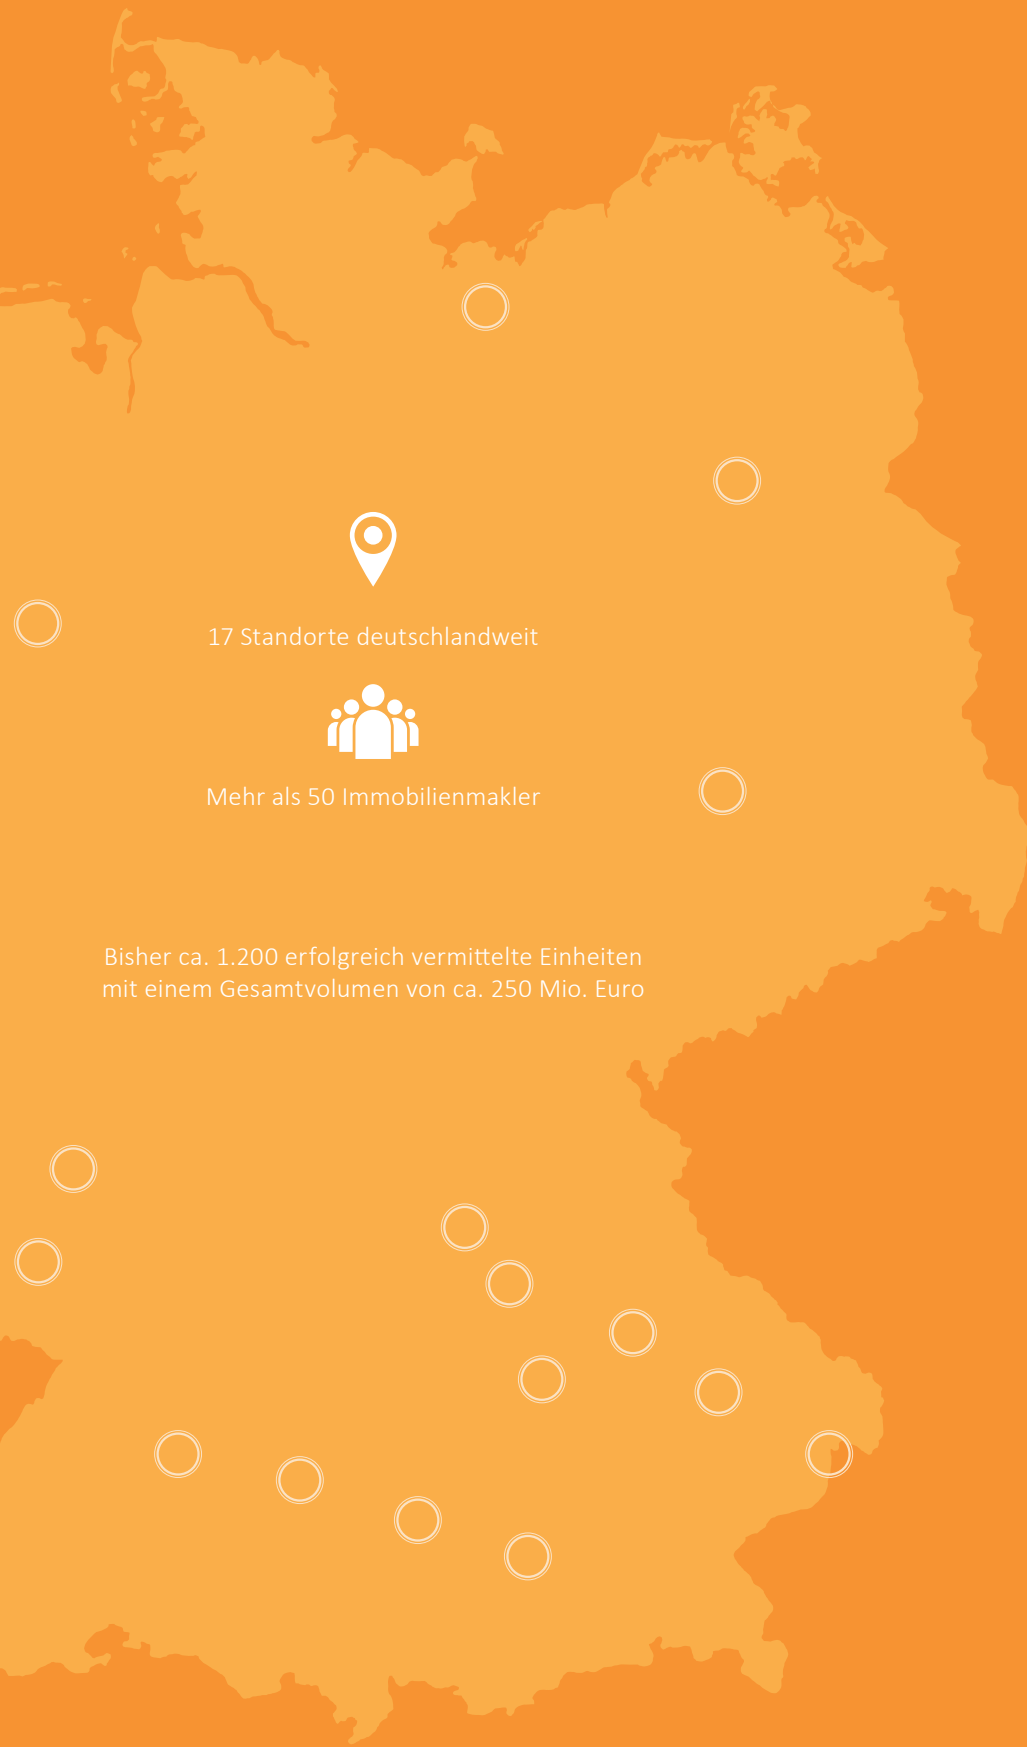 17 Standorte deutschlandweit
Mehr als 50 Immobilienmakler
Bisher ca. 1.200 erfolgreich vermittelte Einheiten
mit einem Gesamtvolumen von ca. 250 Mio. Euro